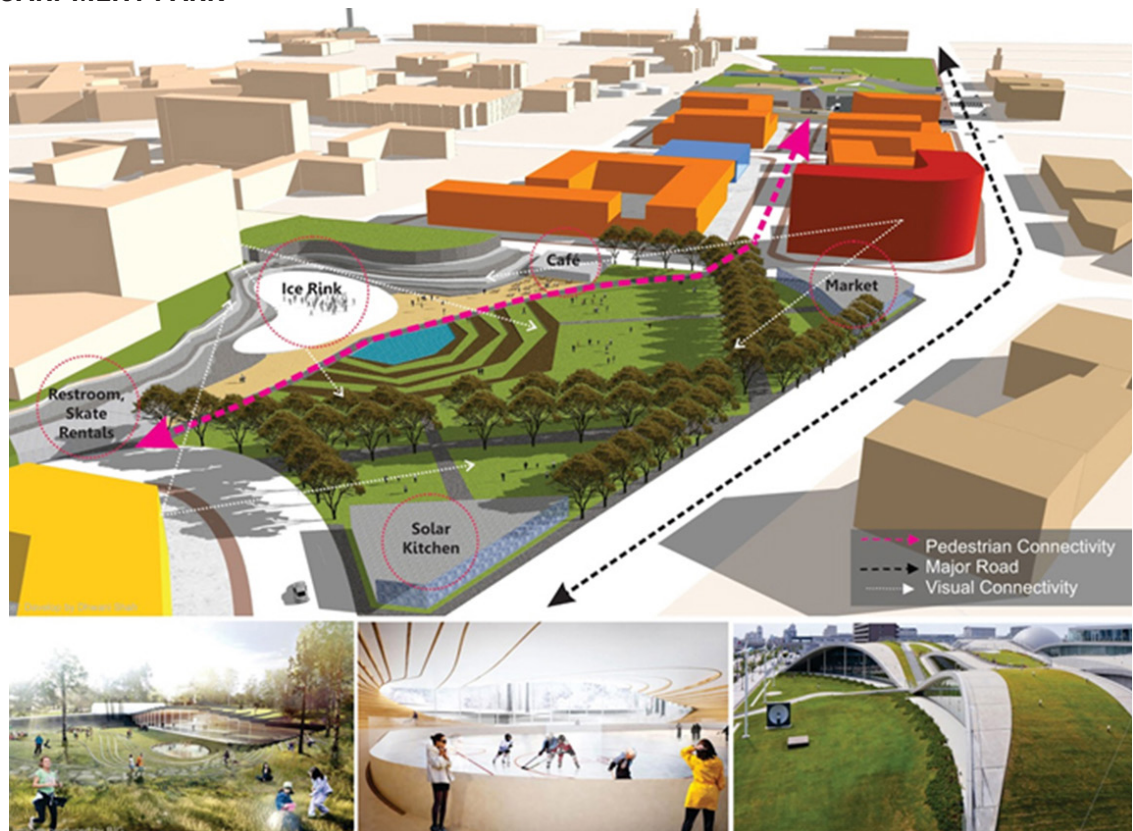 Café
Ice Rink
Market
Restroom,
Skate
Rentals
Solar
Kitchen
Pedestrian Connectivity
Major Road
Visual Connectivity